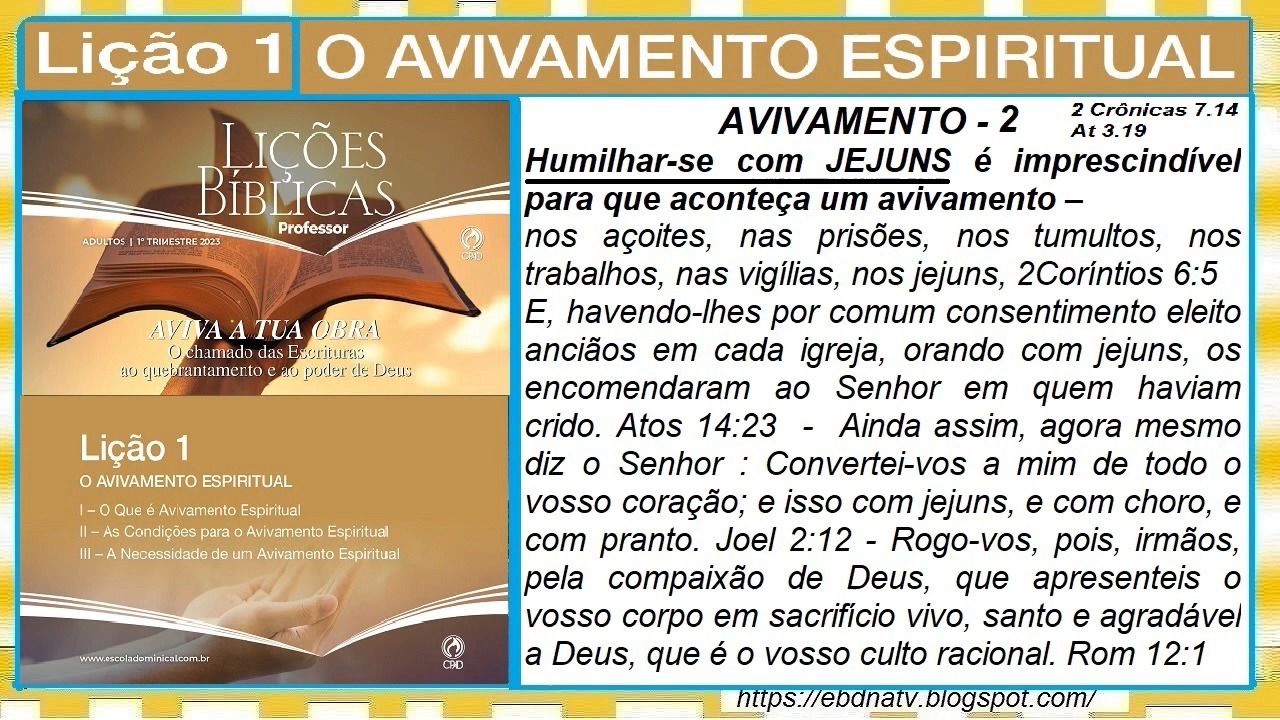 Lição 1
O AVIVAMENTO ESPIRITUAL
LIÇÕES
BÍBLICAS
Professor
ADULTOS | 1º TRIMESTRE 2023
CPAD
AVIVA A TUA OBRA
O chamado das Escrituras
ao quebrantamento e ao poder de Deus
Lição 1
O AVIVAMENTO ESPIRITUAL
I – O Que é Avivamento Espiritual
II – As Condições para o Avivamento Espiritual
III – A Necessidade de um Avivamento Espiritual
www.escoladominical.com.br
CPAD
AVIVAMENTO - 2
2 Crônicas 7.14
At 3.19
Humilhar-se com JEJUNS é imprescindível
para que aconteça um avivamento –
nos açoites, nas prisões, nos tumultos, nos
trabalhos, nas vigílias, nos jejuns, 2Coríntios 6:5
E, havendo-lhes por comum consentimento eleito
anciãos em cada igreja, orando com jejuns, os
encomendaram ao Senhor em quem haviam
crido. Atos 14:23 - Ainda assim, agora mesmo
diz o Senhor : Convertei-vos a mim de todo o
vosso coração; e isso com jejuns, e com choro, e
com pranto. Joel 2:12 - Rogo-vos, pois, irmãos,
pela compaixão de Deus, que apresenteis o
vosso corpo em sacrifício vivo, santo e agradável
a Deus, que é o vosso culto racional. Rom 12:1
https://ebdnatv.blogspot.com/